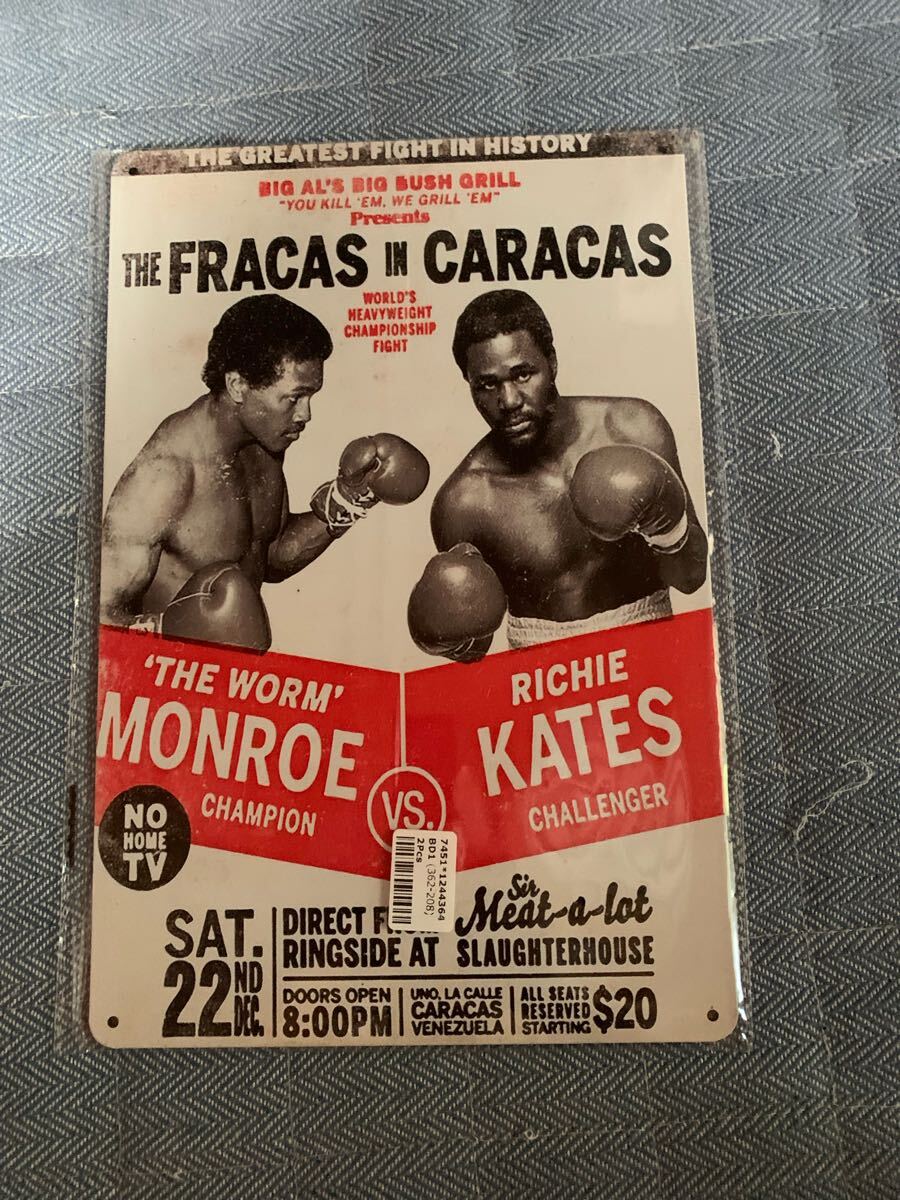 THE GREATEST FIGHT IN HISTORY
BIG AL'S BIG BUSH GRILL
"YOU KILL 'EM, WE GRILL 'EM"
Presents
THE FRACAS IN CARACAS
WORLD'S
HEAVYWEIGHT
CHAMPIONSHIP
FIGHT
'THE WORM'
MONROE
CHAMPION
VS.
RICHIE
KATES
CHALLENGER
NO
HOME
TV
7451*1244364
BD1 (362-208)
2Pcs
SAT.
22ND
DEC.
DIRECT
RINGSIDE AT
Sir
Meat-a-lot
SLAUGHTERHOUSE
DOORS OPEN
8:00PM
UNO, LA CALLE
CARACAS
VENEZUELA
ALL SEATS
RESERVED
STARTING
$20